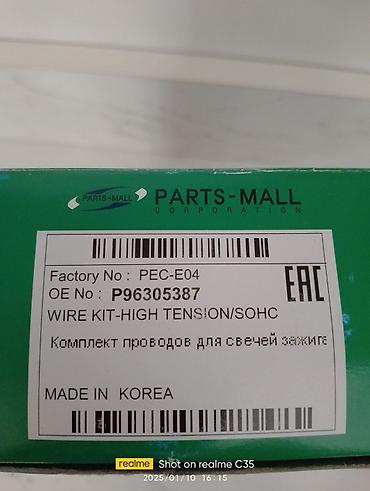 PARTS-MALL
PARTS-MALL
CORPORATION
Factory No : PEC-E04
OE No : P96305387
EAC
WIRE KIT-HIGH TENSION/SOHC
Комплект проводов для свечей зажига
MADE IN KOREA
realme Shot on realme C35
2025/01/10 16:15